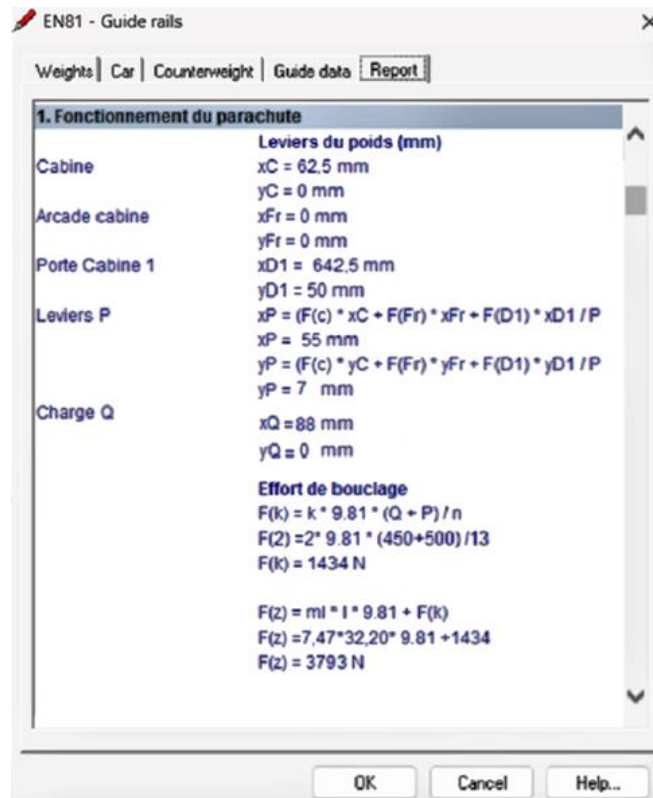 EN81 - Guide rails
Weights Car Counterweight Guide data Report
1. Fonctionnement du parachute
Leviers du poids (mm)
Cabine xC = 62,5 mm
yC = 0 mm
Arcade cabine xFr = 0 mm
yFr = 0 mm
Porte Cabine 1 xD1 = 642,5 mm
yD1 = 50 mm
Leviers P xP = (F(c) * xC + F(Fr) * xFr + F(D1) * xD1 / P
xP = 55 mm
yP = (F(c) * yC + F(Fr) * yFr + F(D1) * yD1 / P
yP = 7 mm
Charge Q xQ = 88 mm
yQ = 0 mm
Effort de bouclage
F(k) = k * 9.81 * (Q + P) / n
F(2) =2* 9.81 * (450+500) /13
F(k) = 1434 N
F(z) = ml * l * 9.81 + F(k)
F(z) =7,47*32,20* 9.81 +1434
F(z) = 3793 N
OK Cancel Help...